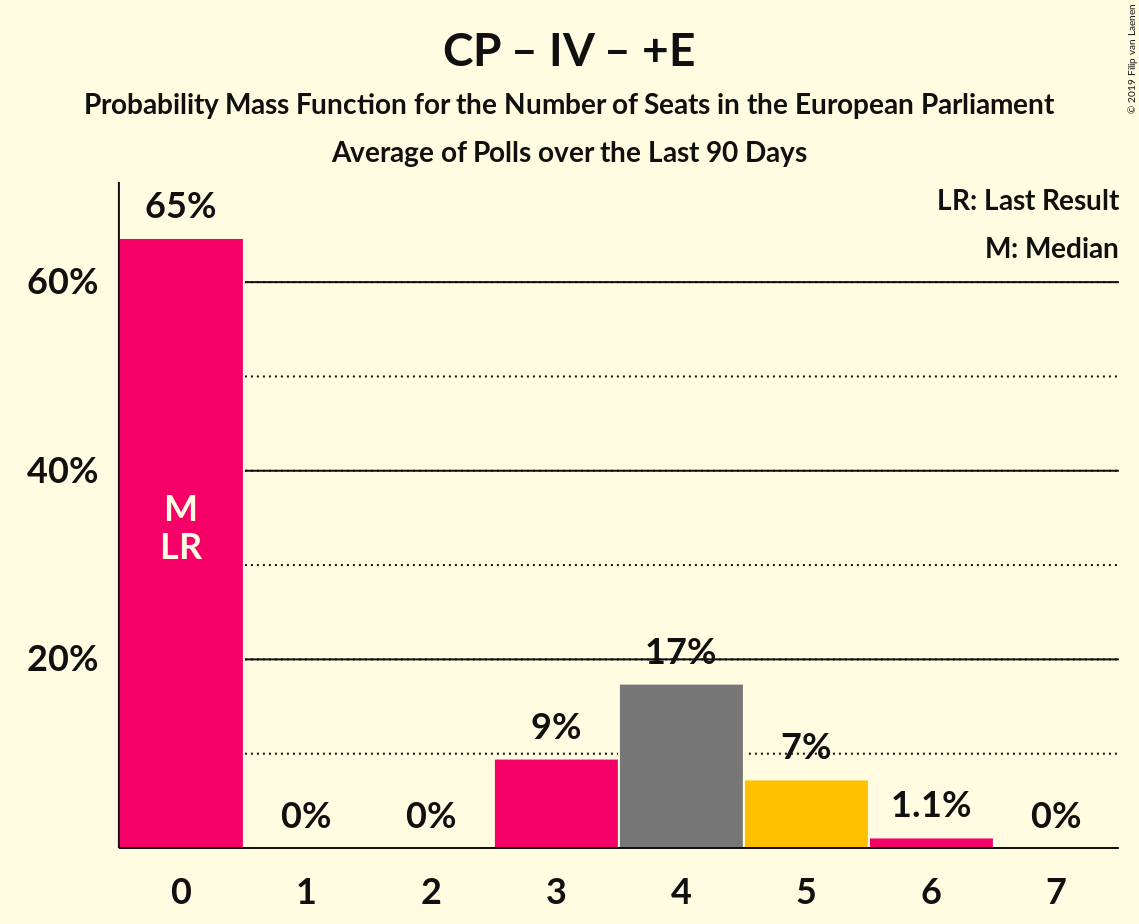 CP – IV – +E
Probability Mass Function for the Number of Seats in the European Parliament
Average of Polls over the Last 90 Days
© 2019 Filip van Laenen
LR: Last Result
M: Median
65%
60%
40%
20%
M
LR
0%
0%
9%
17%
7%
1.1%
0%
0 1 2 3 4 5 6 7